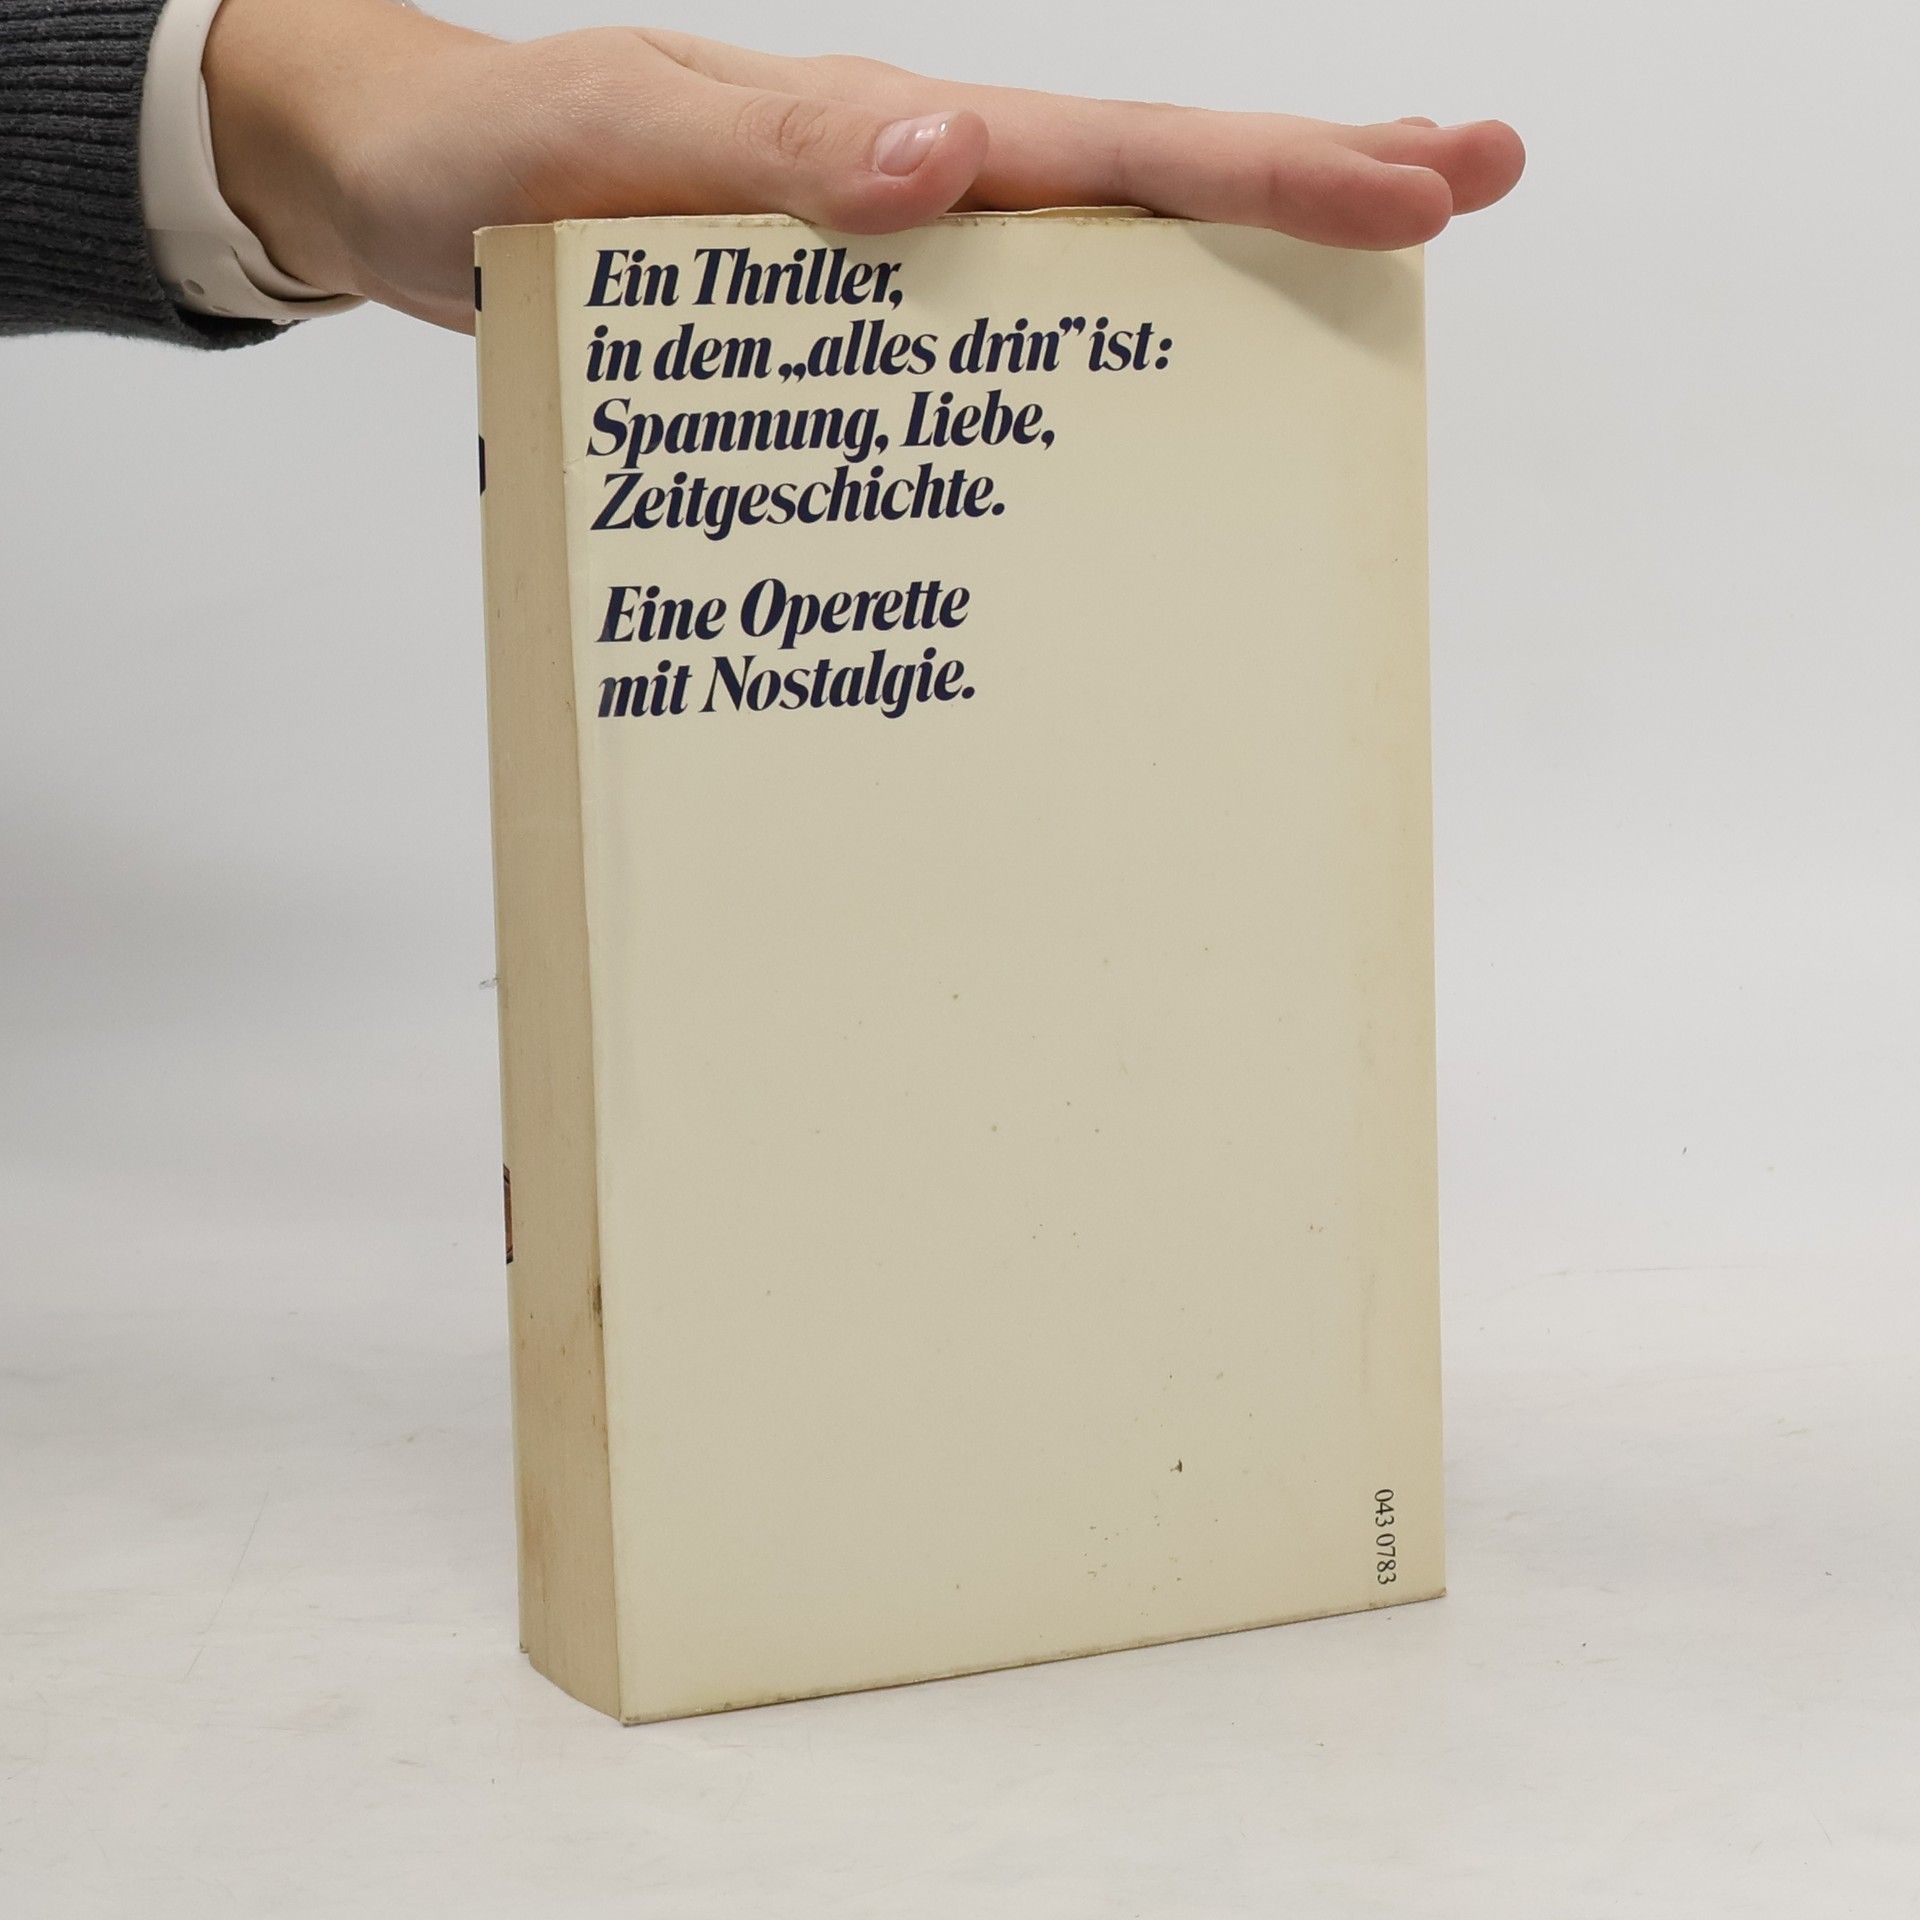 Ein Thriller,
in dem „alles drin” ist:
Spannung, Liebe,
Zeitgeschichte.
Eine Operette
mit Nostalgie.
043 0783